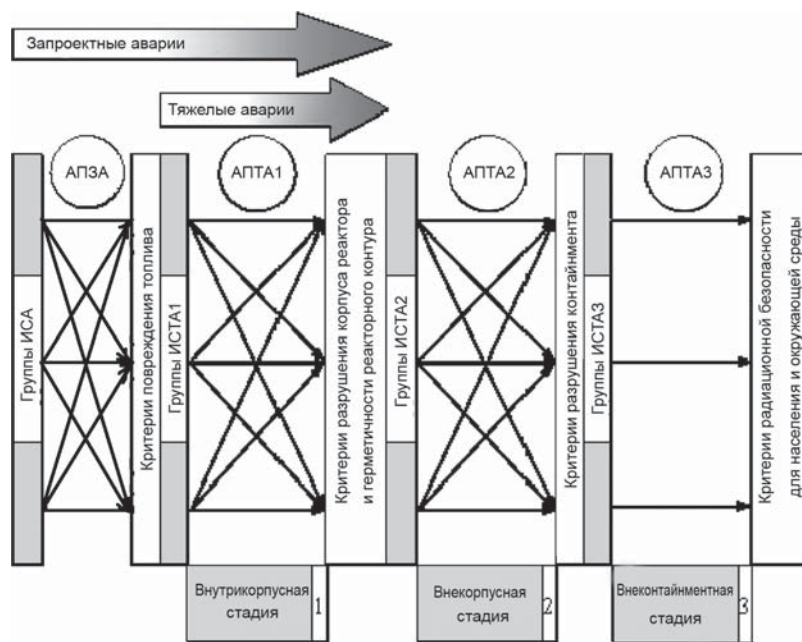 Запроектные аварии
Тяжелые аварии
АПЗА
АПТА1
АПТА2
АПТА3
Группы ИСА
Критерии повреждения топлива
Группы ИСТА1
Критерии разрушения корпуса реактора
и герметичности реакторного контура
Группы ИСТА2
Критерии разрушения контайнмента
Группы ИСТА3
Критерии радиационной безопасности
для населения и окружающей среды
Внутрикорпусная
стадия
1
Внекорпусная
стадия
2
Внеконтайнментная
стадия
3